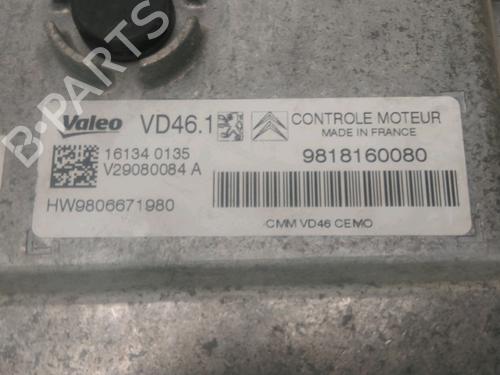 B-PARTS
Valeo VD46.1 CONTROLE MOTEUR
MADE IN FRANCE
16134 0135
V29080084 A
9818160080
HW9806671980
CMM VD46 CEMO